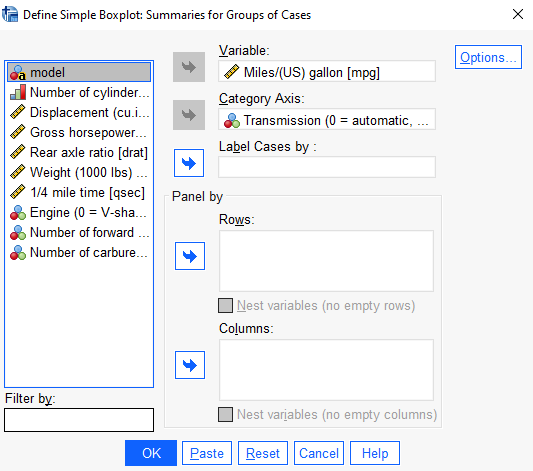 Define Simple Boxplot: Summaries for Groups of Cases
model
Number of cylinder...
Displacement (cu.i...
Gross horsepower...
Rear axle ratio [drat]
Weight (1000 lbs) ...
1/4 mile time [qsec]
Engine (0 = V-sha...
Number of forward ...
Number of carbure...
Filter by:
Variable:
Miles/(US) gallon [mpg]
Category Axis:
Transmission (0 = automatic, ...
Label Cases by :
Panel by
Rows:
Nest variables (no empty rows)
Columns:
Nest variables (no empty columns)
Options...
OK
Paste
Reset
Cancel
Help